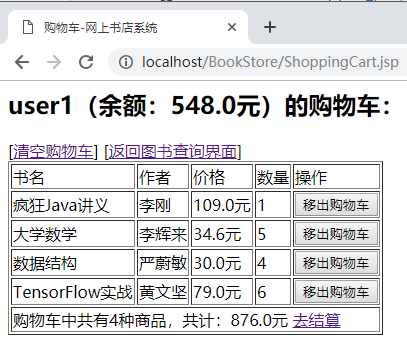 购物车-网上书店系统
localhost/BookStore/ShoppingCart.jsp
user1（余额：548.0元）的购物车：
[清空购物车] [返回图书查询界面]
书名 作者 价格 数量 操作
疯狂Java讲义 李刚 109.0元 1 移出购物车
大学数学 李辉来 34.6元 5 移出购物车
数据结构 严蔚敏 30.0元 4 移出购物车
TensorFlow实战 黄文坚 79.0元 6 移出购物车
购物车中共有4种商品，共计：876.0元 去结算